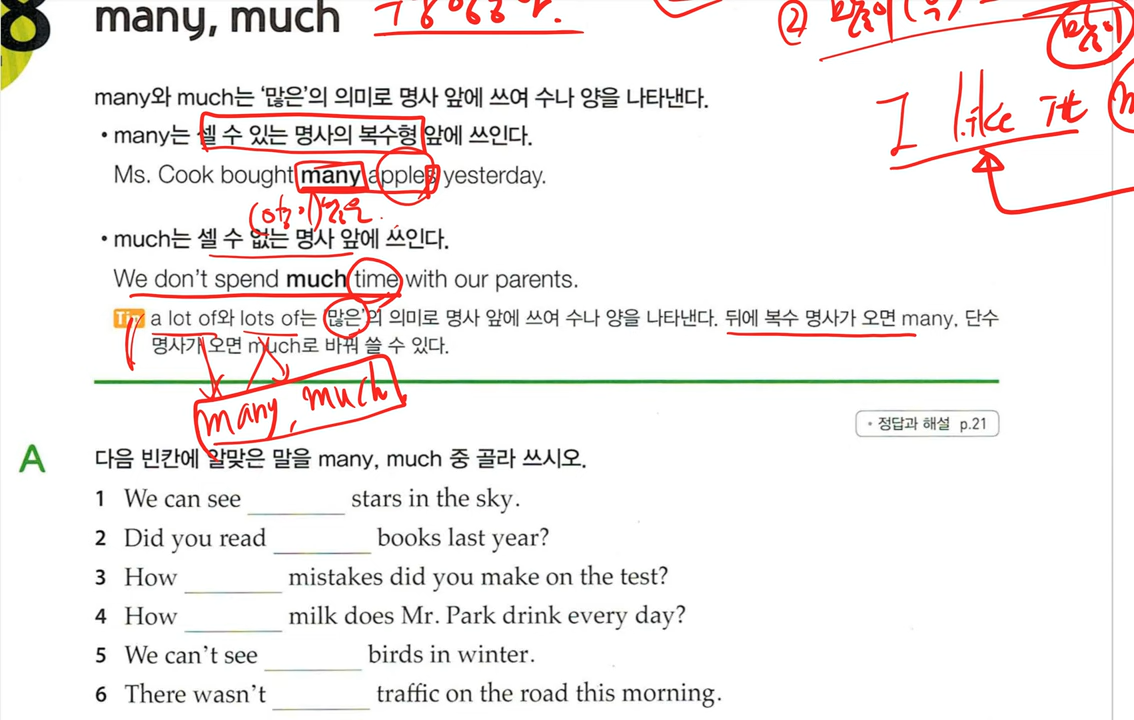 8
many, much
②
I like It
many와 much는 ‘많은’의 의미로 명사 앞에 쓰여 수나 양을 나타낸다.
• many는 셀 수 있는 명사의 복수형 앞에 쓰인다.
Ms. Cook bought many apples yesterday.
많은
• much는 셀 수 없는 명사 앞에 쓰인다.
We don't spend much time with our parents.
Tip a lot of와 lots of는 ‘많은’의 의미로 명사 앞에 쓰여 수나 양을 나타낸다. 뒤에 복수 명사가 오면 many, 단수
명사가 오면 much로 바꿔 쓸 수 있다.
many, much
• 정답과 해설 p.21
A 다음 빈칸에 알맞은 말을 many, much 중 골라 쓰시오.
1 We can see ________ stars in the sky.
2 Did you read ________ books last year?
3 How ________ mistakes did you make on the test?
4 How ________ milk does Mr. Park drink every day?
5 We can't see ________ birds in winter.
6 There wasn't ________ traffic on the road this morning.